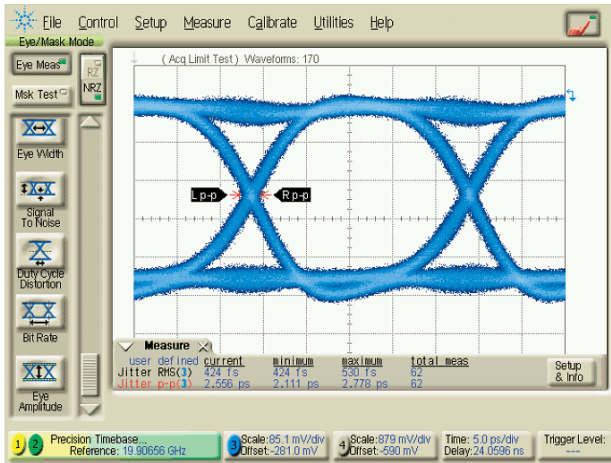 File Control Setup Measure Calibrate Utilities Help
Eye/Mask Mode
Eye Meas
RZ
NRZ
Msk Test
( Acq Limit Test ) Waveforms: 170
Eye Width
L p-p R p-p
Signal
To Noise
Duty Cycle
Distortion
Bit Rate
Eye
Amplitude
Measure
user defined current minimum maximum total meas
Jitter RMS(3) 424 fs 424 fs 530 fs 62
Jitter p-p(3) 2.556 ps 2.111 ps 2.778 ps 62
Setup
& Info
1 2 Precision Timebase...
Reference: 19.90656 GHz
3 Scale:85.1 mV/div
Offset:-281.0 mV
4 Scale:879 mV/div
Offset:-590 mV
Time: 5.0 ps/div
Delay:24.0596 ns
Trigger Level:
---